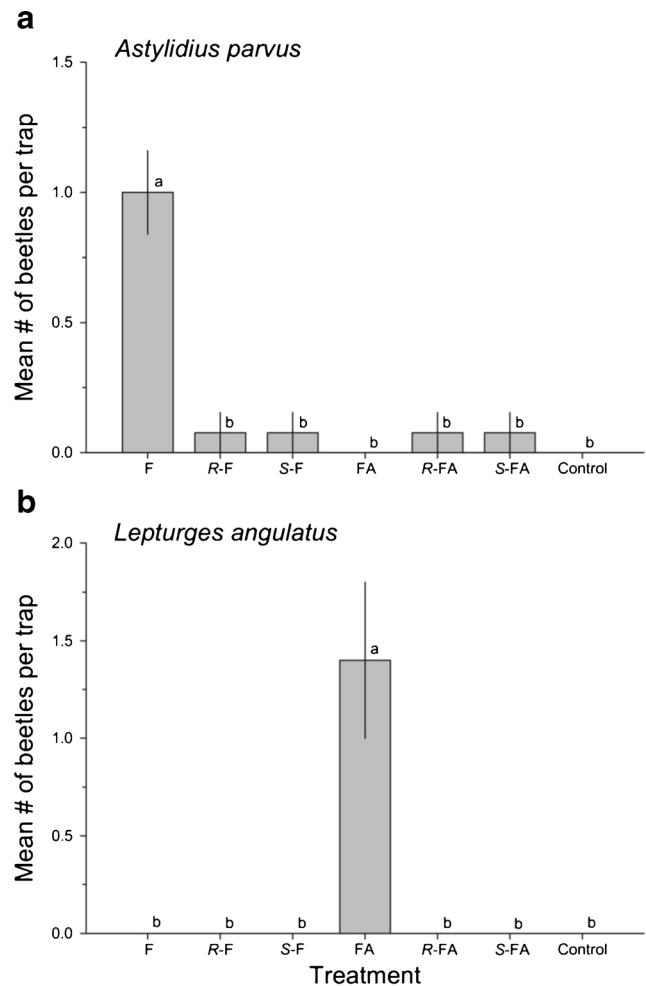 a
Astylidius parvus
Mean # of beetles per trap
1.5
1.0
0.5
0.0
a
b
b
b
b
b
b
F
R-F
S-F
FA
R-FA
S-FA
Control
b
Lepturges angulatus
Mean # of beetles per trap
2.0
1.5
1.0
0.5
0.0
b
b
b
a
b
b
b
F
R-F
S-F
FA
R-FA
S-FA
Control
Treatment